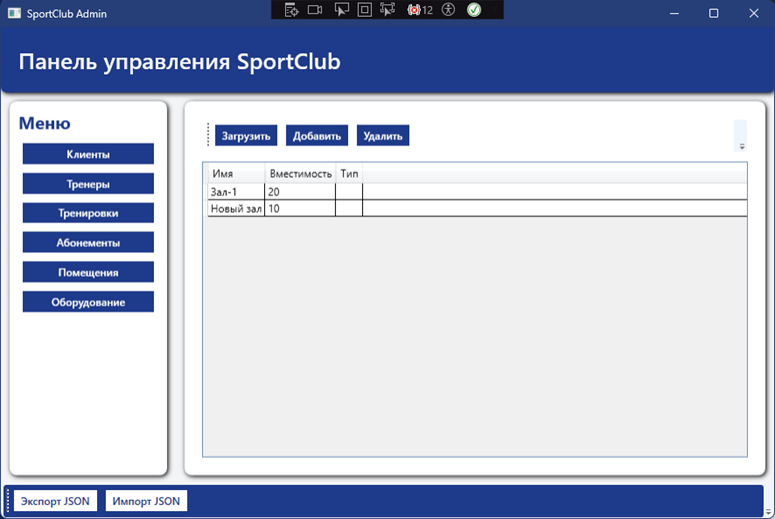 SportClub Admin
12
Панель управления SportClub
Меню
Клиенты
Тренеры
Тренировки
Абонементы
Помещения
Оборудование
Загрузить Добавить Удалить
Имя Вместимость Тип
Зал-1 20
Новый зал 10
Экспорт JSON Импорт JSON